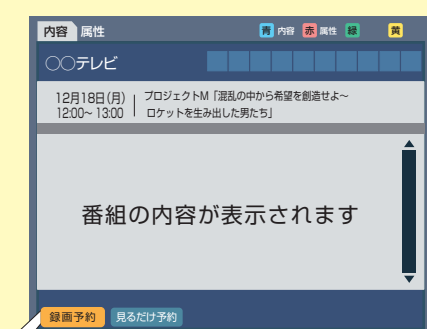 内容 属性 青 内容 赤 属性 緑 黄
○○テレビ
12月18日(月) プロジェクトM「混乱の中から希望を創造せよ〜
12:00〜13:00 ロケットを生み出した男たち」
番組の内容が表示されます
録画予約 見るだけ予約